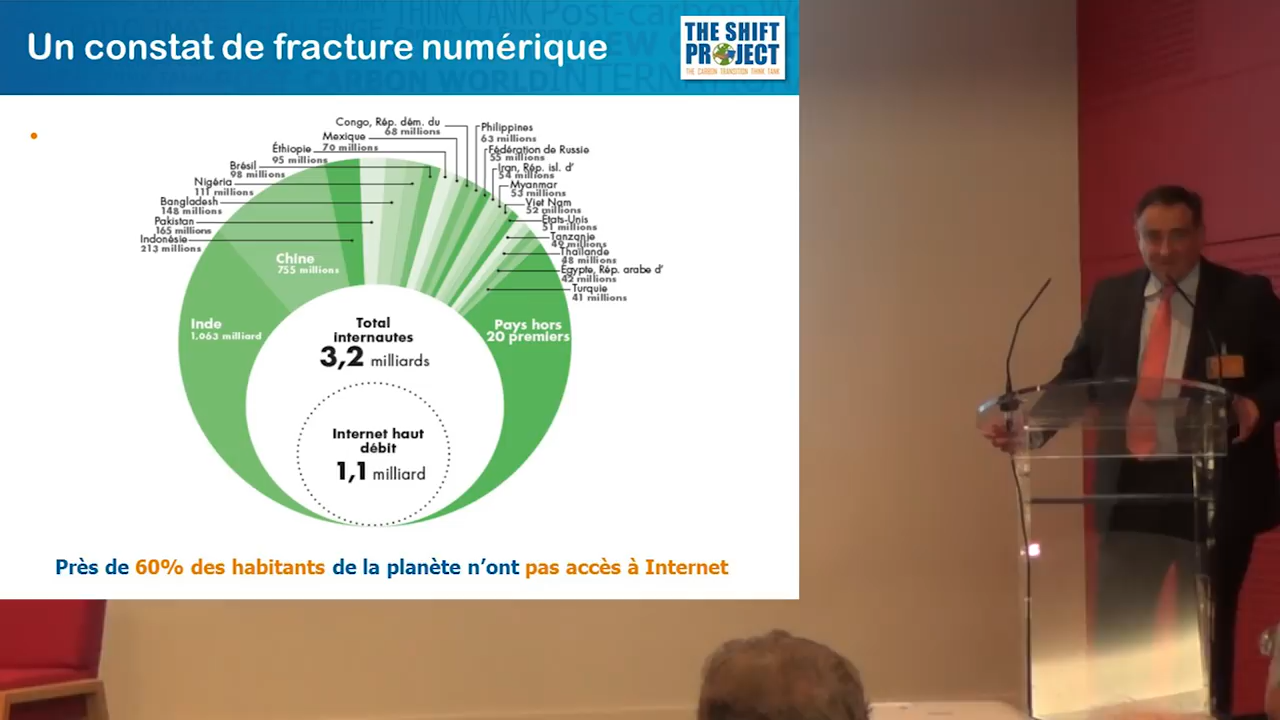 Un constat de fracture numérique
THE SHIFT
PROJECT
THE CARBON TRANSITION THINK TANK
THINK TANK Post-carbon
Congo, Rép. dém. du
68 millions
Mexique
70 millions
Éthiopie
95 millions
Brésil
98 millions
Nigéria
111 millions
Bangladesh
148 millions
Pakistan
165 millions
Indonésie
213 millions
Chine
755 millions
Inde
1.063 milliard
Philippines
63 millions
Fédération de Russie
55 millions
Iran, Rép. isl. d'
54 millions
Myanmar
53 millions
Viet Nam
52 millions
États-Unis
51 millions
Tanzanie
49 millions
Thaïlande
48 millions
Égypte, Rép. arabe d'
42 millions
Turquie
41 millions
Pays hors
20 premiers
Total
internautes
3,2 milliards
Internet haut
débit
1,1 milliard
Près de 60% des habitants de la planète n'ont pas accès à Internet